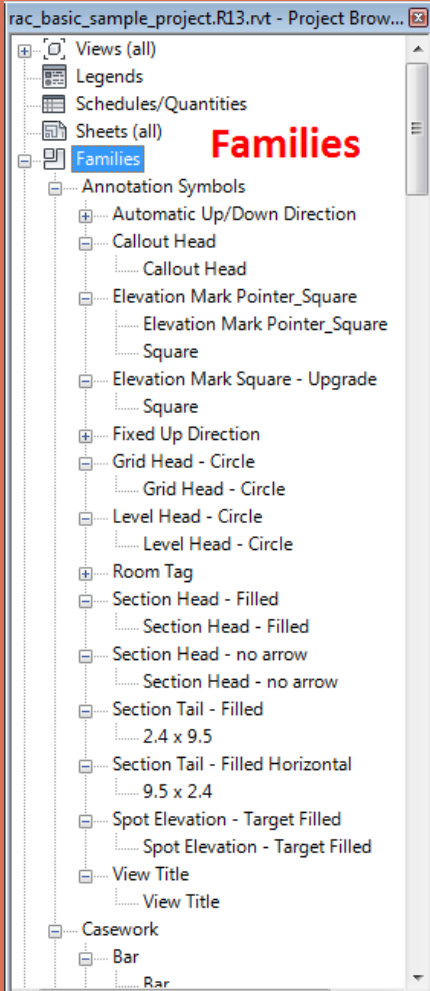 rac_basic_sample_project.R13.rvt - Project Brow...
Views (all)
Legends
Schedules/Quantities
Sheets (all)
Families
Families
Annotation Symbols
Automatic Up/Down Direction
Callout Head
Callout Head
Elevation Mark Pointer_Square
Elevation Mark Pointer_Square
Square
Elevation Mark Square - Upgrade
Square
Fixed Up Direction
Grid Head - Circle
Grid Head - Circle
Level Head - Circle
Level Head - Circle
Room Tag
Section Head - Filled
Section Head - Filled
Section Head - no arrow
Section Head - no arrow
Section Tail - Filled
2.4 x 9.5
Section Tail - Filled Horizontal
9.5 x 2.4
Spot Elevation - Target Filled
Spot Elevation - Target Filled
View Title
View Title
Casework
Bar
Bar